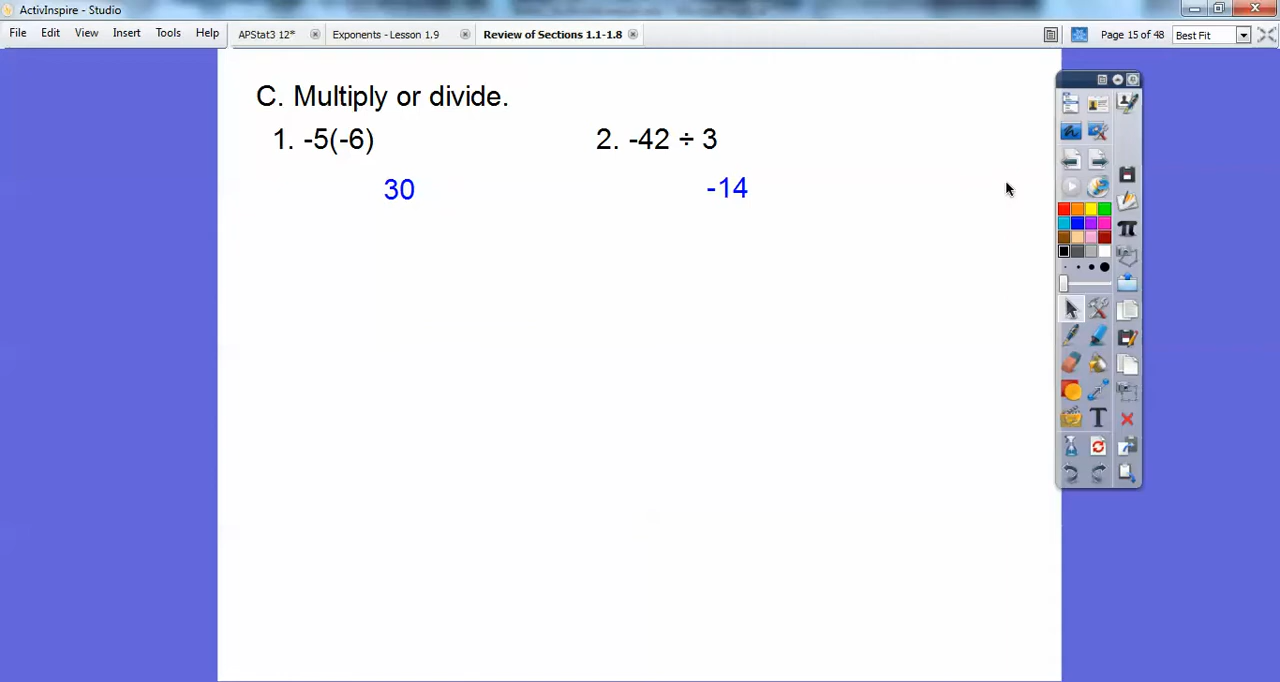 ActivInspire - Studio
File Edit View Insert Tools Help
APStat3 12* Exponents - Lesson 1.9 Review of Sections 1.1-1.8
Page 15 of 48 Best Fit
C. Multiply or divide.
1. -5(-6) 2. -42 ÷ 3
30 -14